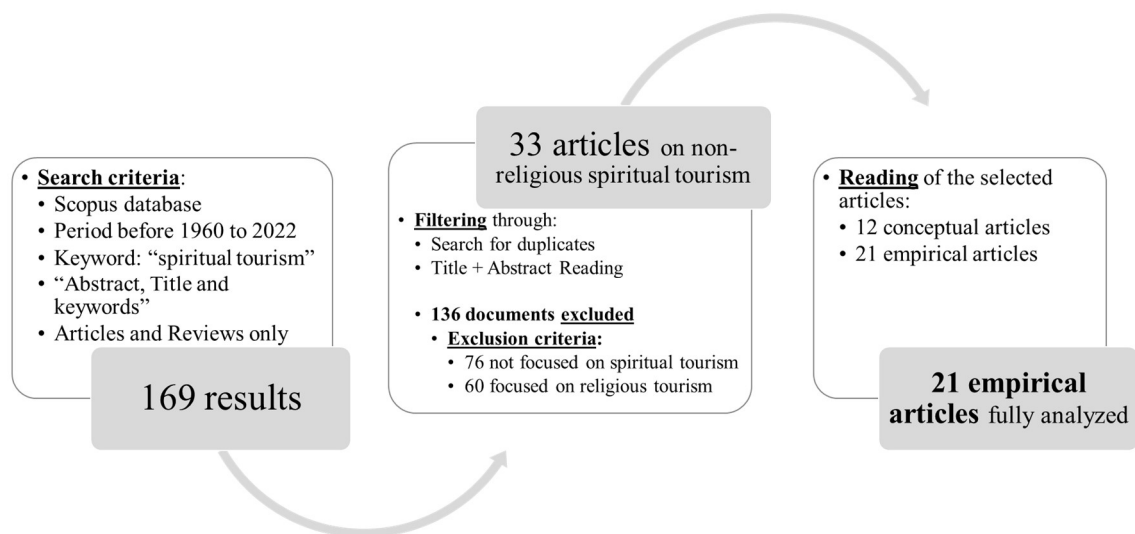 • Search criteria:
• Scopus database
• Period before 1960 to 2022
• Keyword: “spiritual tourism”
• “Abstract, Title and
keywords”
• Articles and Reviews only
169 results
33 articles on non-
religious spiritual tourism
• Filtering through:
• Search for duplicates
• Title + Abstract Reading
• 136 documents excluded
• Exclusion criteria:
• 76 not focused on spiritual tourism
• 60 focused on religious tourism
• Reading of the selected
articles:
• 12 conceptual articles
• 21 empirical articles
21 empirical
articles fully analyzed